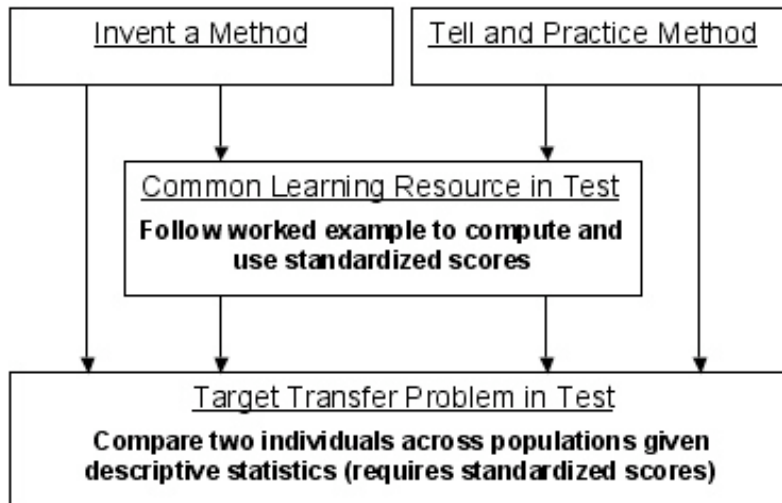 Invent a Method
Tell and Practice Method
Common Learning Resource in Test
Follow worked example to compute and
use standardized scores
Target Transfer Problem in Test
Compare two individuals across populations given
descriptive statistics (requires standardized scores)